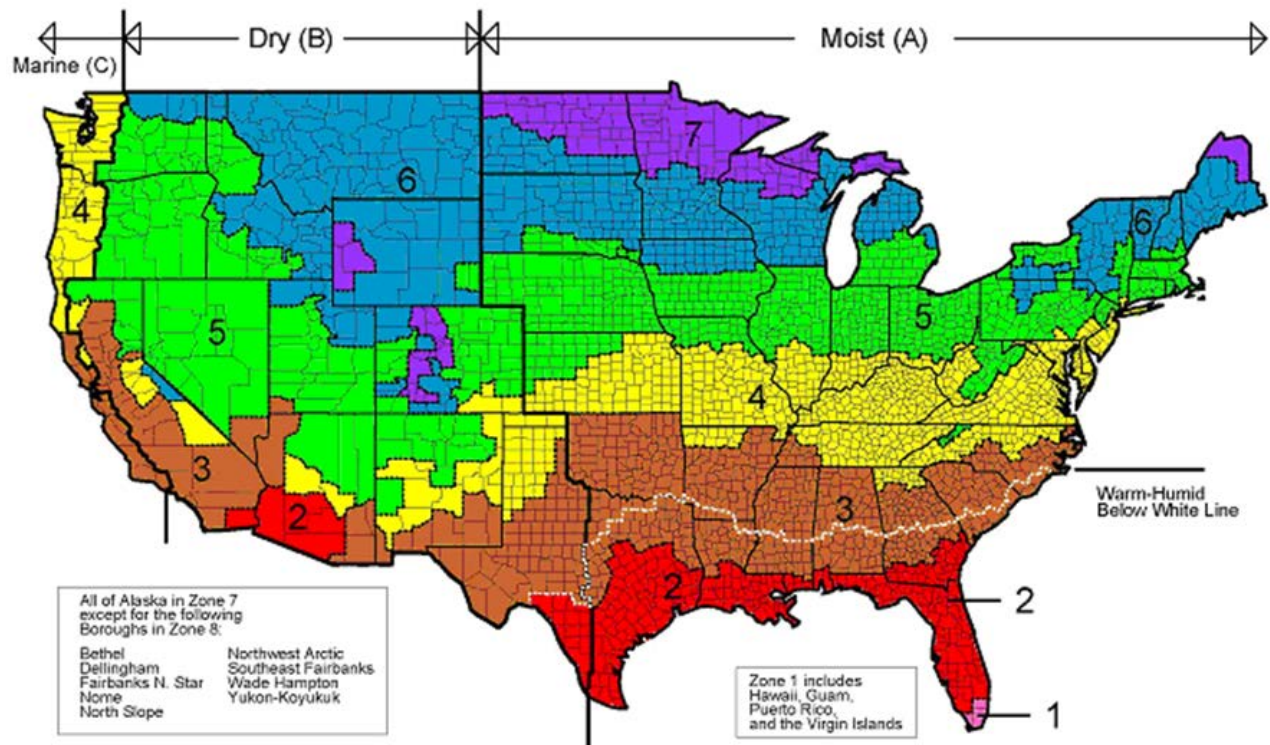 Marine (C)
Dry (B)
Moist (A)
7
6
4
6
5
5
4
3
3
2
2
2
1
Warm-Humid
Below White Line
All of Alaska in Zone 7
except for the following
Boroughs in Zone 8:
Bethel
Dellingham
Fairbanks N. Star
Nome
North Slope
Northwest Arctic
Southeast Fairbanks
Wade Hampton
Yukon-Koyukuk
Zone 1 includes
Hawaii, Guam,
Puerto Rico,
and the Virgin Islands